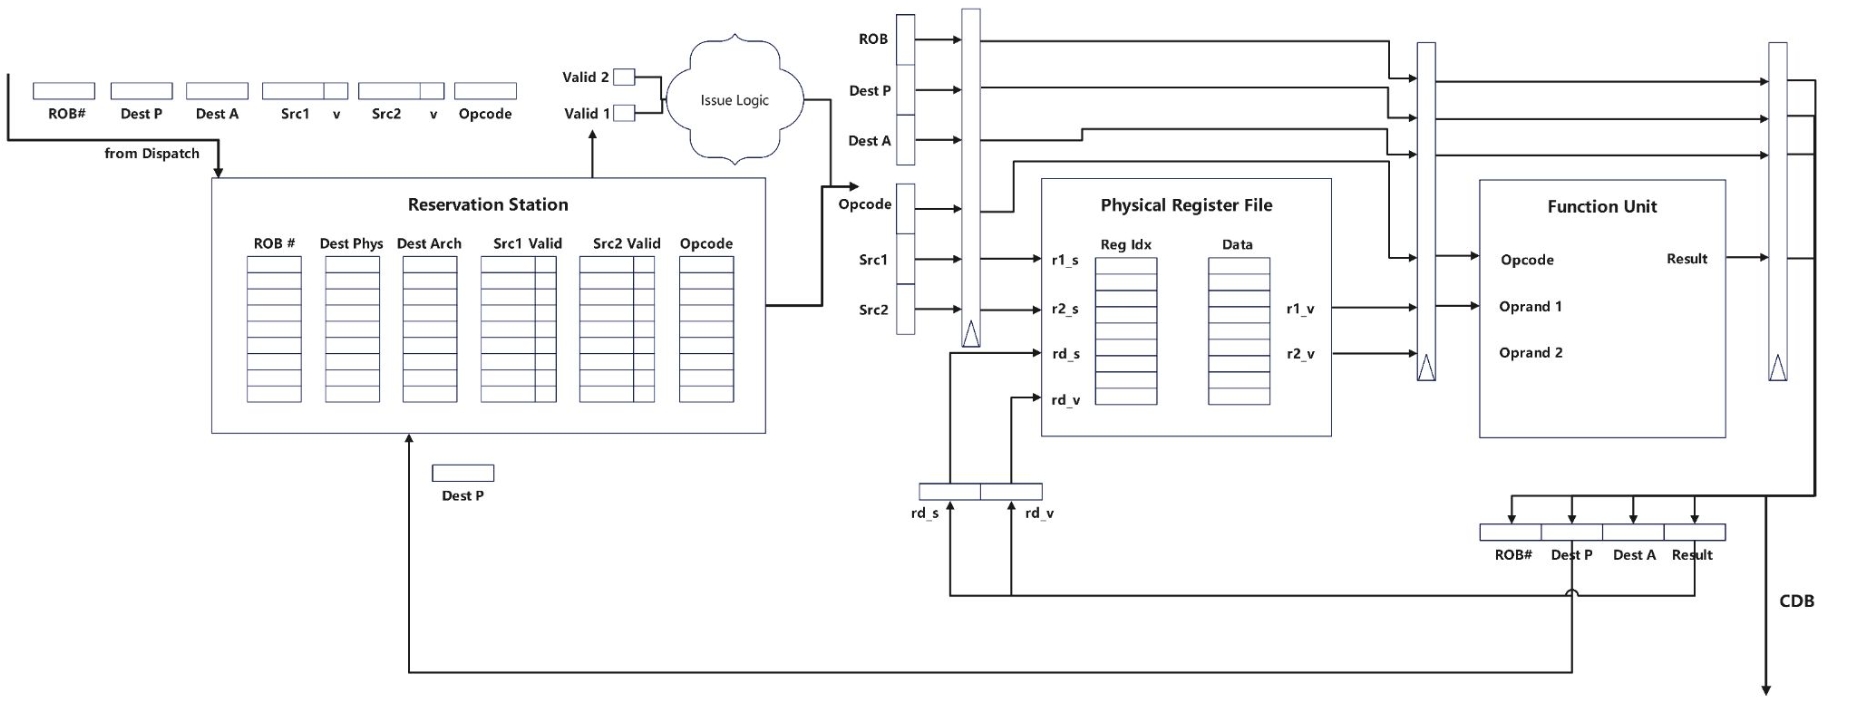 ROB# Dest P Dest A Src1 v Src2 v Opcode
from Dispatch
Valid 2
Valid 1
Issue Logic
Reservation Station
ROB # Dest Phys Dest Arch Src1 Valid Src2 Valid Opcode
Dest P
ROB
Dest P
Dest A
Opcode
Src1
Src2
Physical Register File
Reg Idx Data
r1_s
r2_s
rd_s
rd_v
r1_v
r2_v
rd_s rd_v
Function Unit
Opcode Result
Oprand 1
Oprand 2
ROB# Dest P Dest A Result
CDB